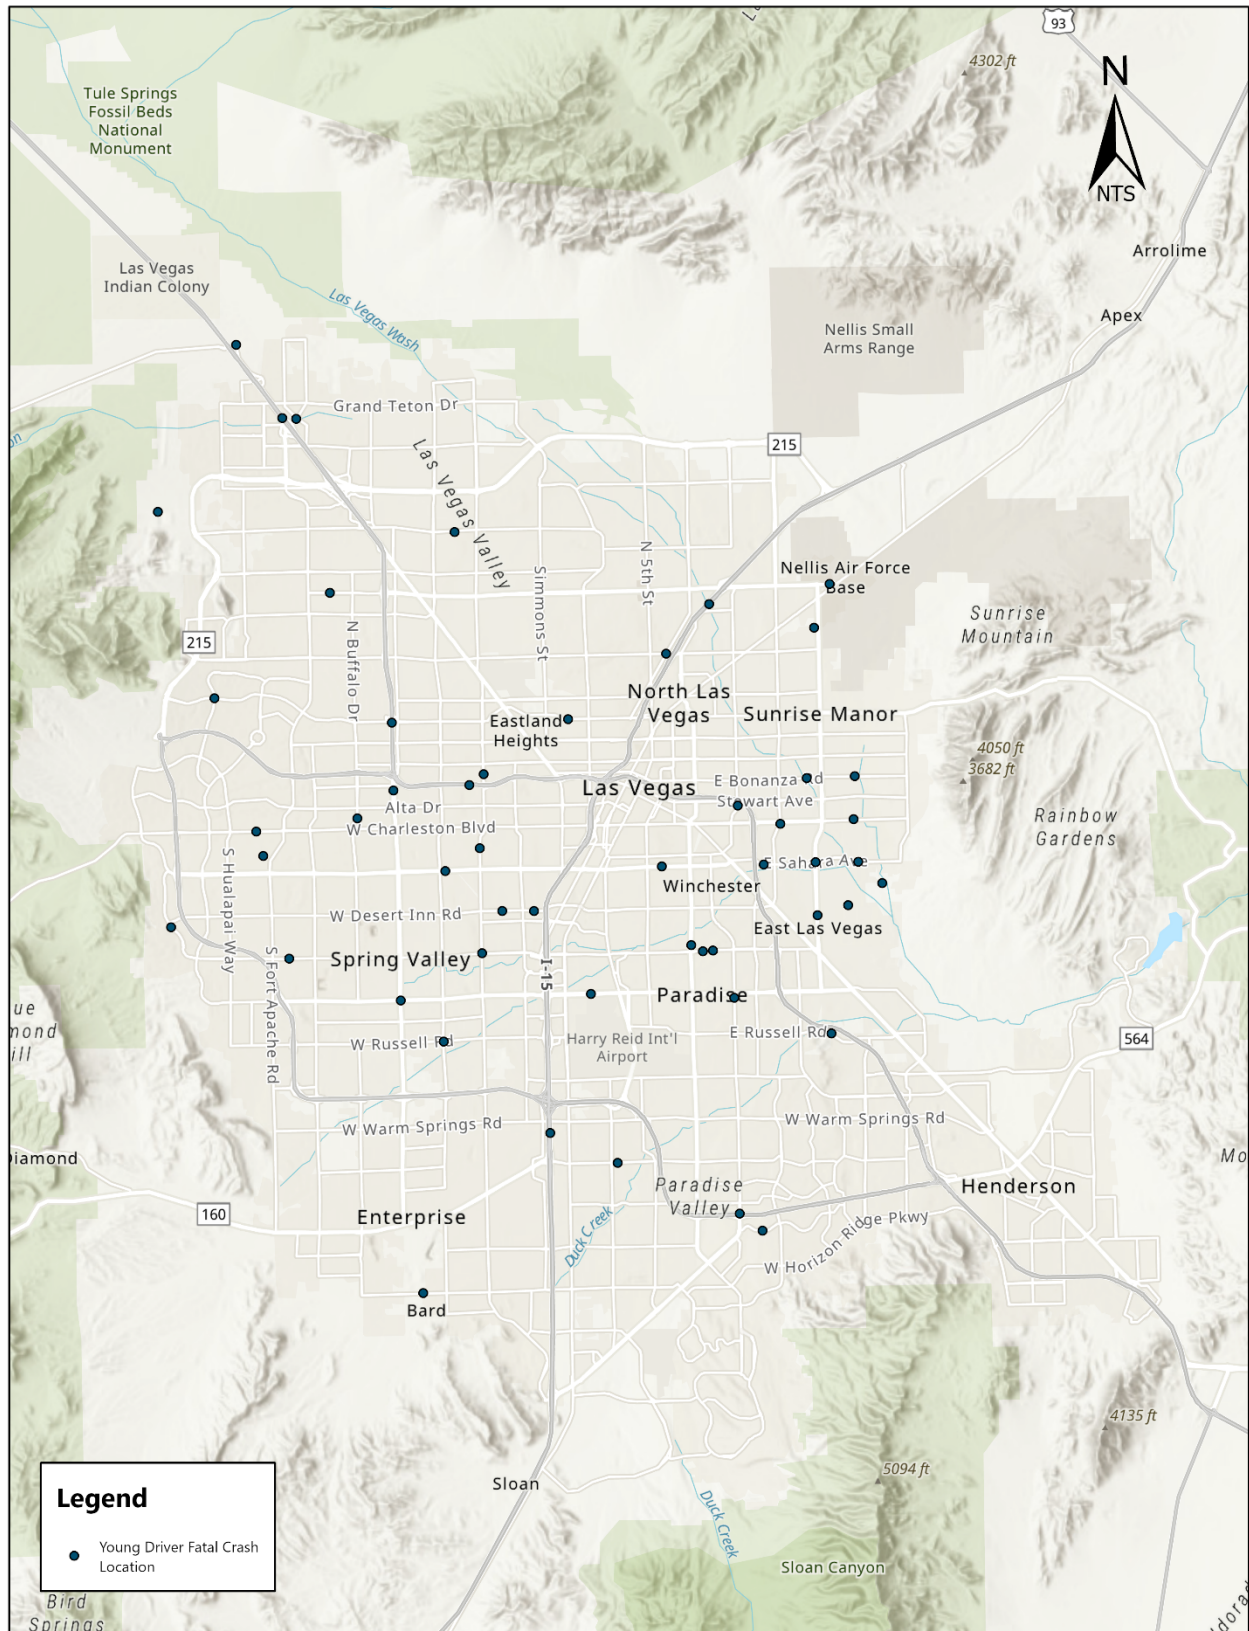 93
4302 ft
N
NTS
Tule Springs
Fossil Beds
National
Monument
Arrolime
Las Vegas
Indian Colony
Las Vegas Wash
Apex
Nellis Small
Arms Range
Grand Teton Dr
215
Las Vegas Valley
Simmons St
N 5th St
Nellis Air Force
Base
Sunrise
Mountain
215
N Buffalo Dr
North Las
Vegas
Sunrise Manor
Eastland
Heights
4050 ft
3682 ft
E Bonanza Rd
Las Vegas
Stewart Ave
Alta Dr
W Charleston Blvd
Rainbow
Gardens
E Sahara Ave
S Hualapai Way
Winchester
W Desert Inn Rd
East Las Vegas
Spring Valley
S Fort Apache Rd
I-15
Paradise
ue
mond
ill
W Russell Rd
Harry Reid Int'l
Airport
E Russell Rd
564
W Warm Springs Rd
W Warm Springs Rd
Diamond
Mo
Paradise
Valley
Henderson
160
Enterprise
Duck Creek
W Horizon Ridge Pkwy
Bard
4135 ft
5094 ft
Sloan
Duck Creek
Sloan Canyon
Legend
Young Driver Fatal Crash
Location
Bird
Springs